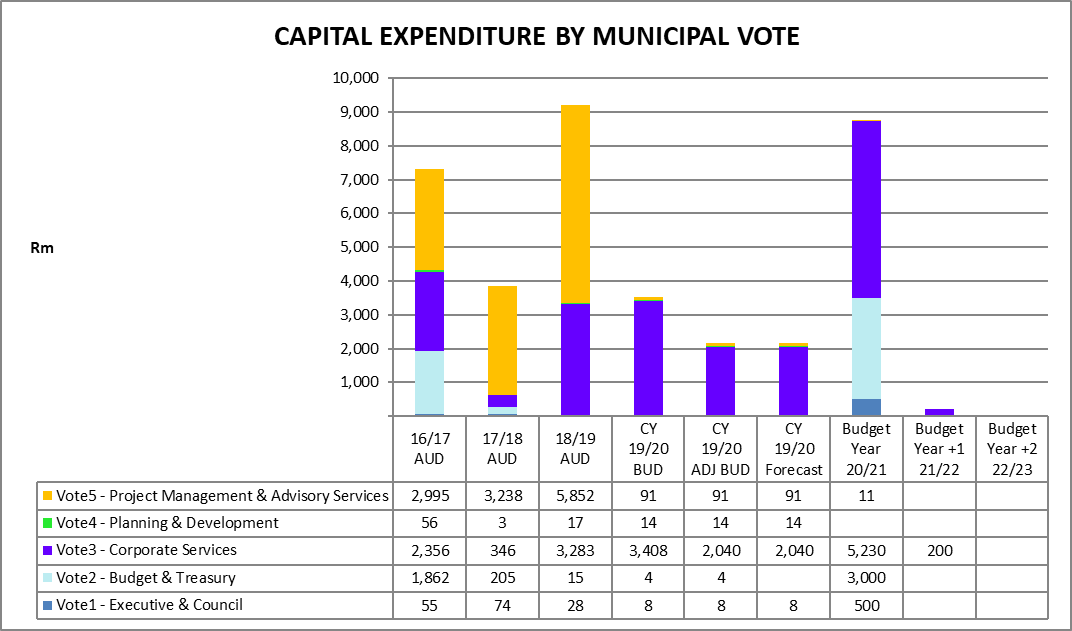 CAPITAL EXPENDITURE BY MUNICIPAL VOTE
Rm
10,000
9,000
8,000
7,000
6,000
5,000
4,000
3,000
2,000
1,000
16/17 AUD
17/18 AUD
18/19 AUD
CY 19/20 BUD
CY 19/20 ADJ BUD
CY 19/20 Forecast
Budget Year 20/21
Budget Year +1 21/22
Budget Year +2 22/23
Vote5 - Project Management & Advisory Services 2,995 3,238 5,852 91 91 91 11
Vote4 - Planning & Development 56 3 17 14 14 14
Vote3 - Corporate Services 2,356 346 3,283 3,408 2,040 2,040 5,230 200
Vote2 - Budget & Treasury 1,862 205 15 4 4 3,000
Vote1 - Executive & Council 55 74 28 8 8 8 500